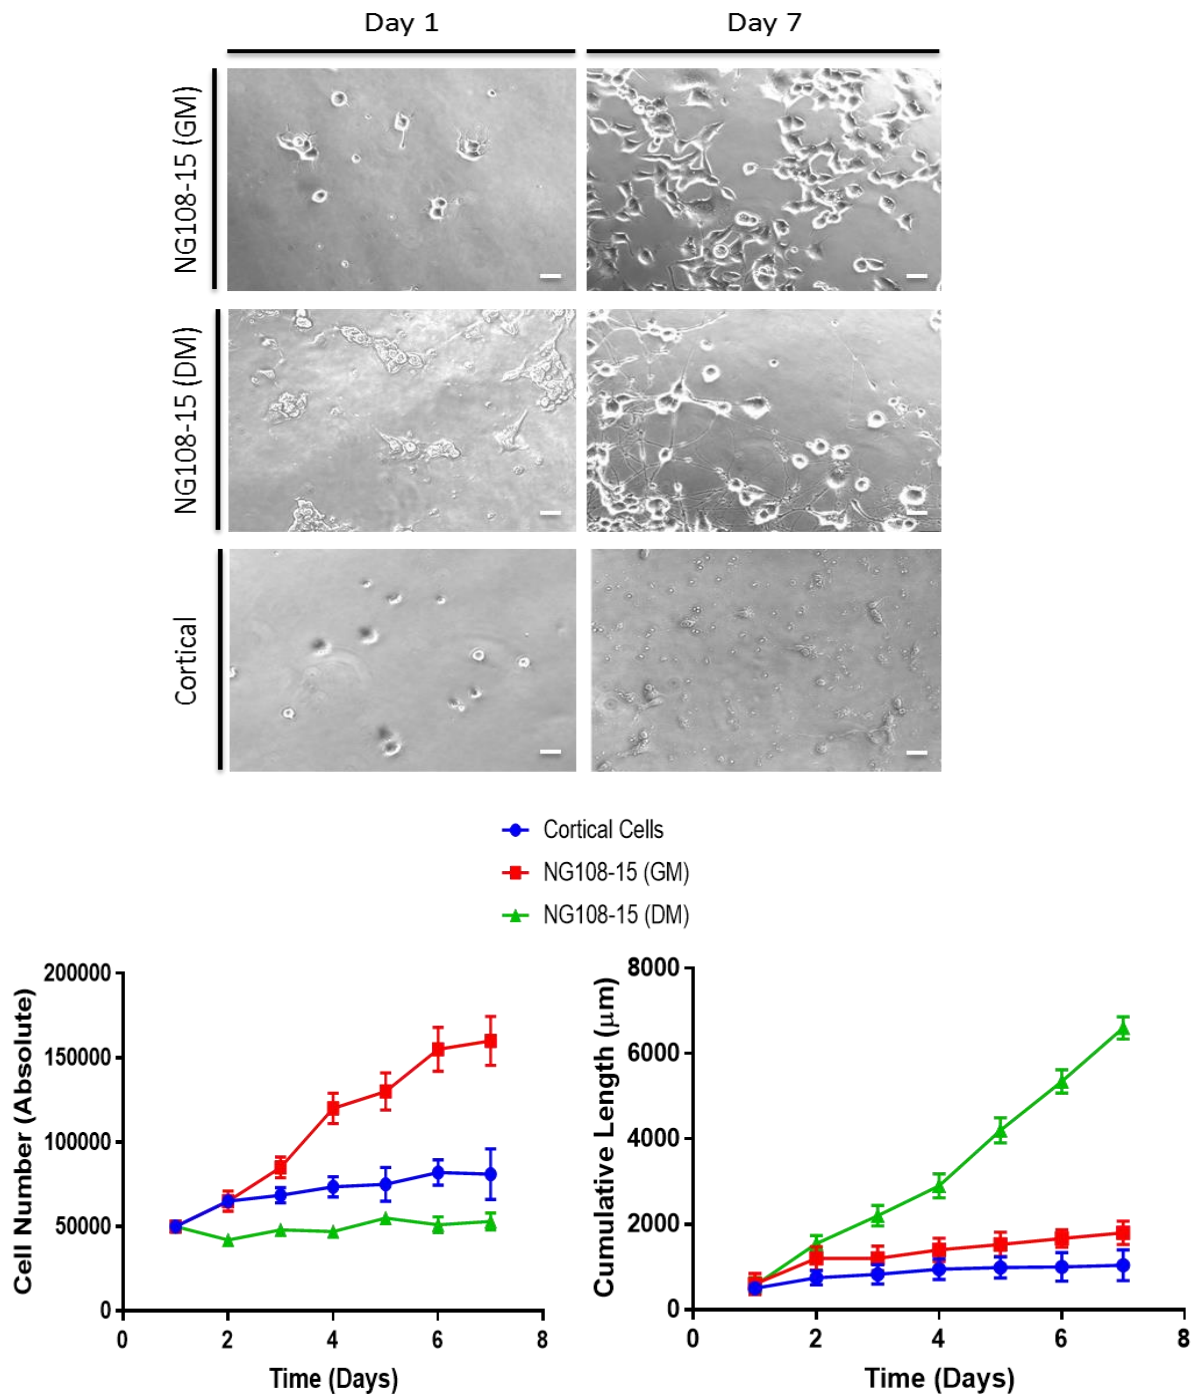 Day 1
Day 7
NG108-15 (GM)
NG108-15 (DM)
Cortical
Cortical Cells
NG108-15 (GM)
NG108-15 (DM)
Cell Number (Absolute)
200000
150000
100000
50000
0
0 2 4 6 8
Time (Days)
Cumulative Length (μm)
8000
6000
4000
2000
0
0 2 4 6 8
Time (Days)